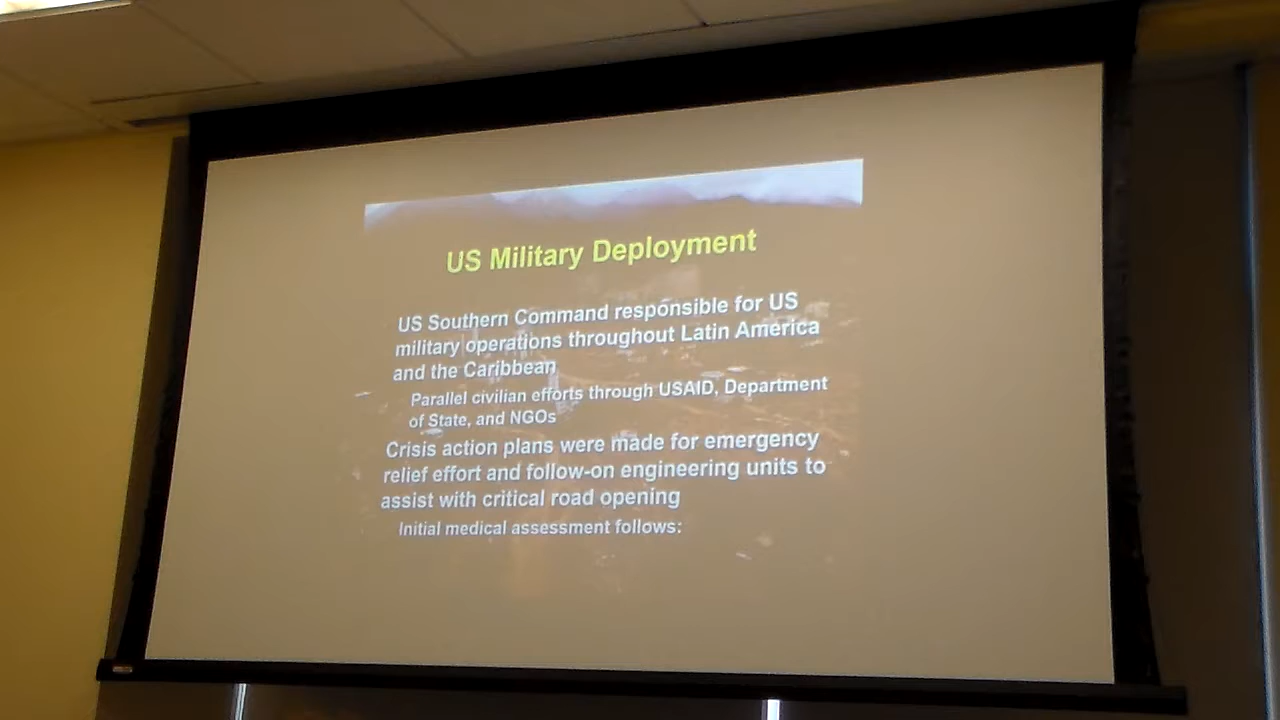 US Military Deployment
US Southern Command responsible for US
military operations throughout Latin America
and the Caribbean
Parallel civilian efforts through USAID, Department
of State, and NGOs
Crisis action plans were made for emergency
relief effort and follow-on engineering units to
assist with critical road opening
Initial medical assessment follows: